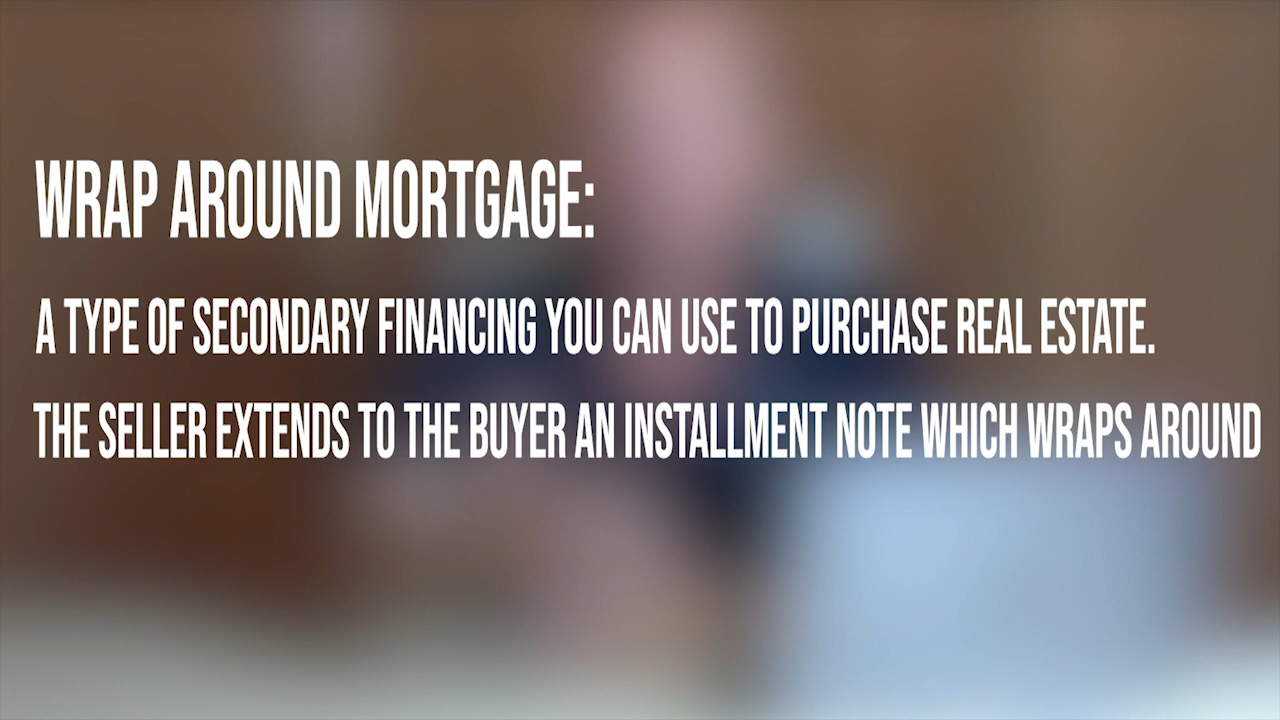 WRAP AROUND MORTGAGE:
A TYPE OF SECONDARY FINANCING YOU CAN USE TO PURCHASE REAL ESTATE.
THE SELLER EXTENDS TO THE BUYER AN INSTALLMENT NOTE WHICH WRAPS AROUND